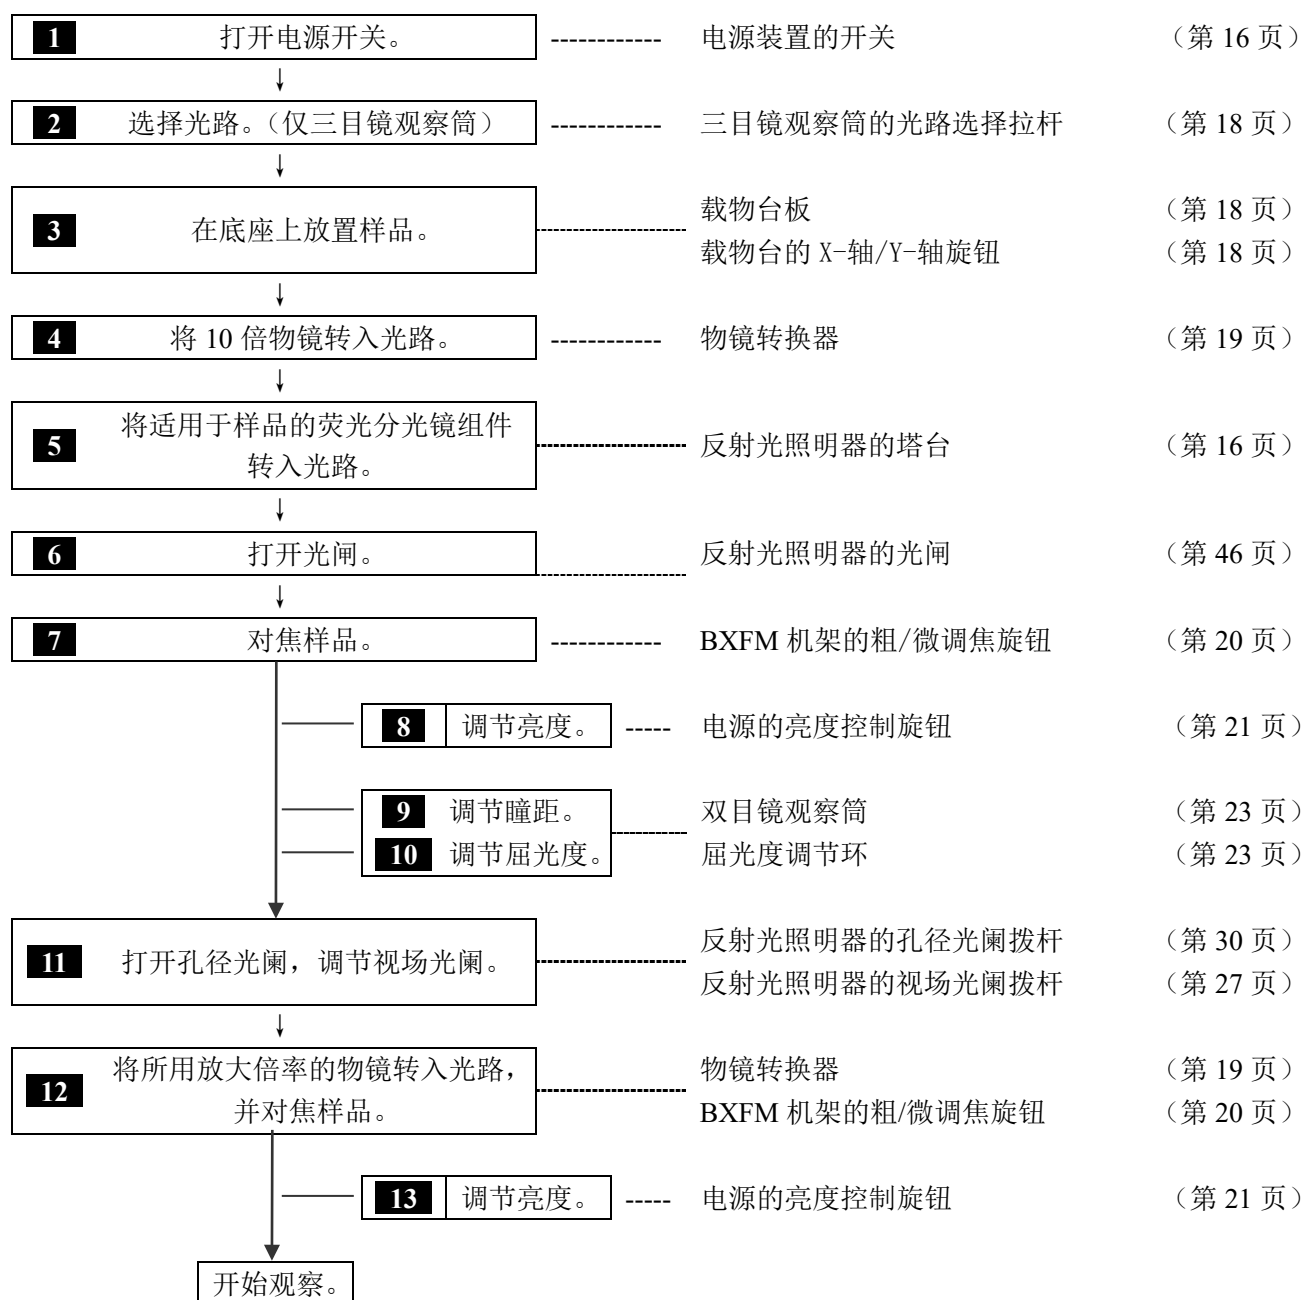 1 打开电源开关。 ------------ 电源装置的开关 （第 16 页）
↓
2 选择光路。（仅三目镜观察筒） ------------ 三目镜观察筒的光路选择拉杆 （第 18 页）
↓
3 在底座上放置样品。 载物台板 （第 18 页）
载物台的 X-轴/Y-轴旋钮 （第 18 页）
↓
4 将 10 倍物镜转入光路。 ------------ 物镜转换器 （第 19 页）
↓
5 将适用于样品的荧光分光镜组件
转入光路。 反射光照明器的塔台 （第 16 页）
↓
6 打开光闸。 反射光照明器的光闸 （第 46 页）
↓
7 对焦样品。 ------------ BXFM 机架的粗/微调焦旋钮 （第 20 页）
8 调节亮度。 ----- 电源的亮度控制旋钮 （第 21 页）
9 调节瞳距。 双目镜观察筒 （第 23 页）
10 调节屈光度。 屈光度调节环 （第 23 页）
11 打开孔径光阑，调节视场光阑。 反射光照明器的孔径光阑拨杆 （第 30 页）
反射光照明器的视场光阑拨杆 （第 27 页）
↓
12 将所用放大倍率的物镜转入光路， 物镜转换器 （第 19 页）
并对焦样品。 BXFM 机架的粗/微调焦旋钮 （第 20 页）
13 调节亮度。 ----- 电源的亮度控制旋钮 （第 21 页）
开始观察。